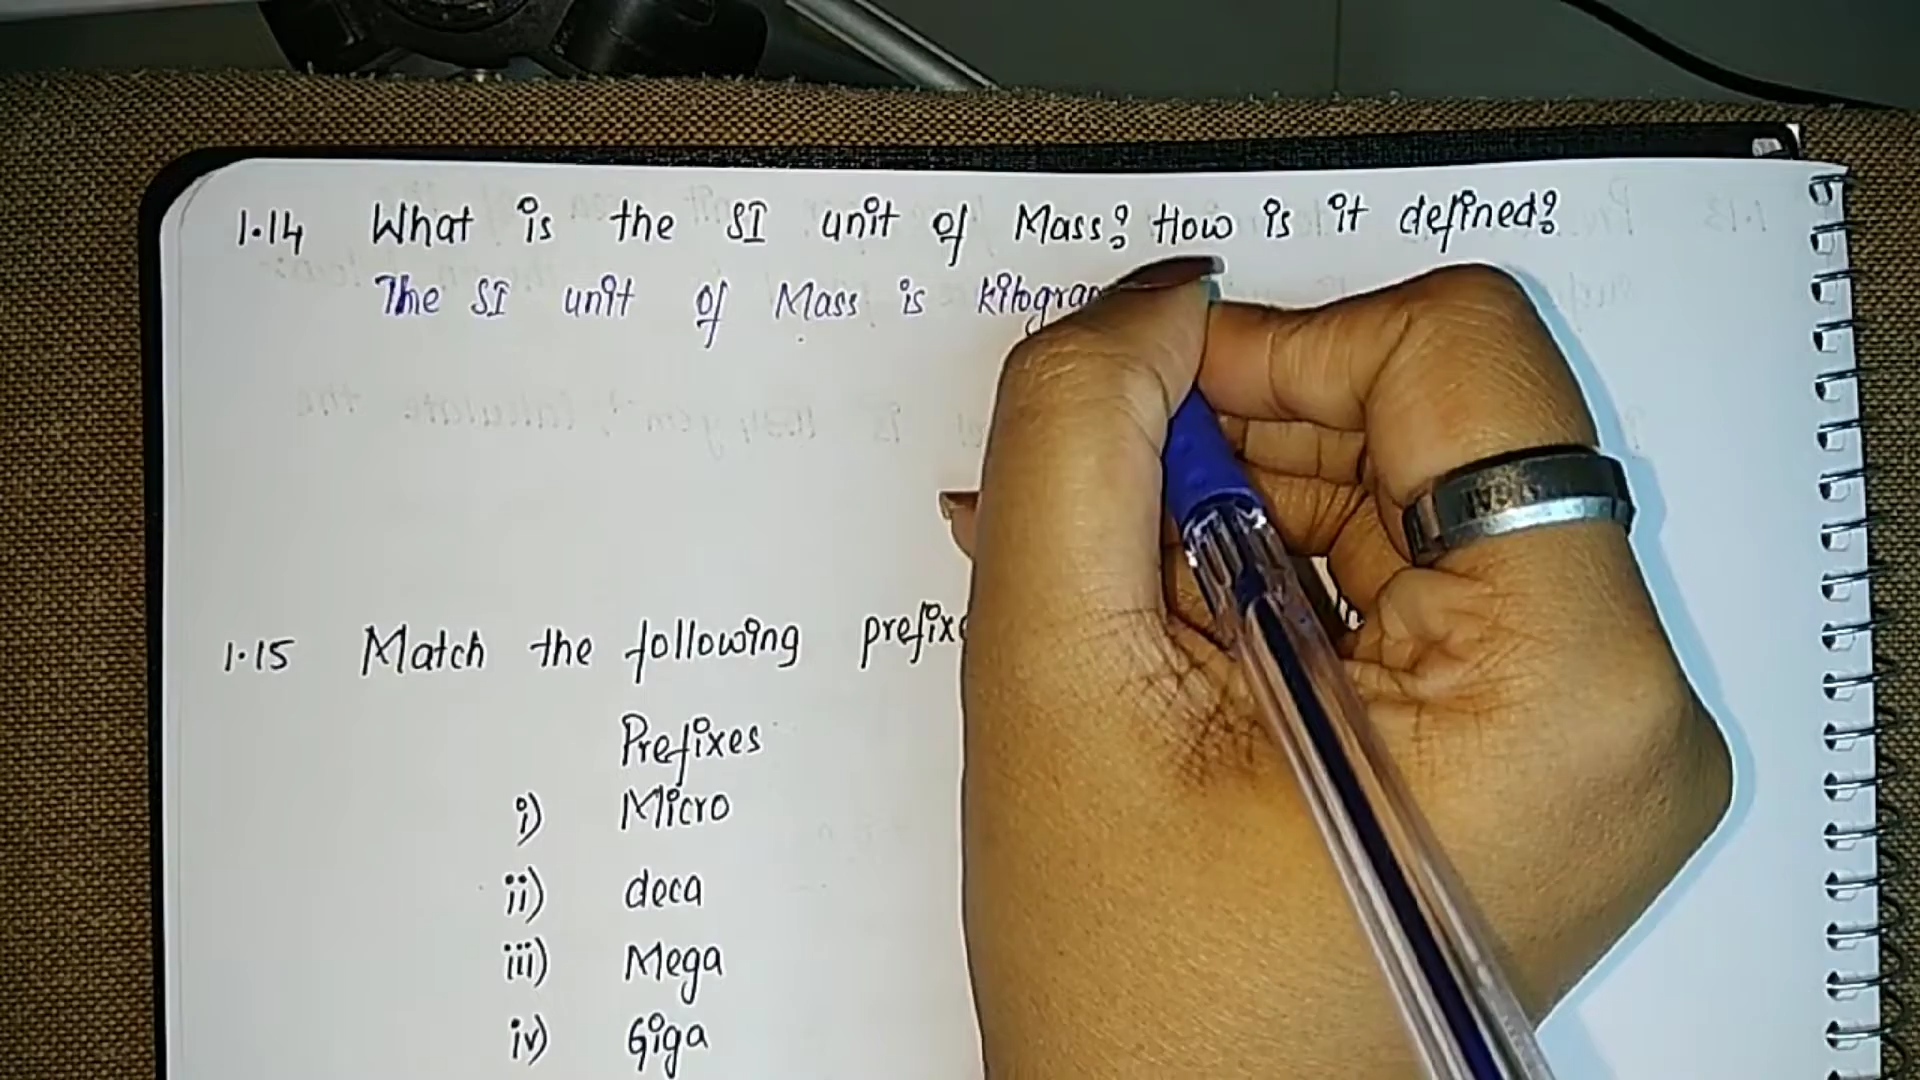 1.14 What is the SI unit of Mass? How is it defined?
The SI unit of Mass is
1.15 Match the following
Prefixes
i) Micro
ii) deca
iii) Mega
iv) Giga